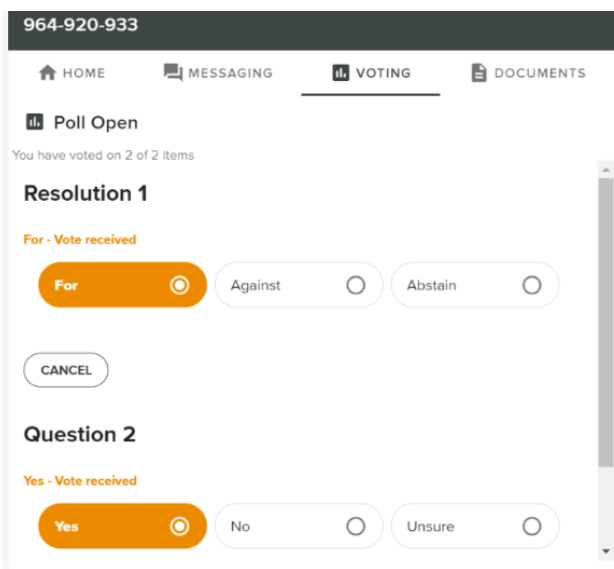 964-920-933
HOME MESSAGING VOTING DOCUMENTS
Poll Open
You have voted on 2 of 2 items
Resolution 1
For - Vote received
For Against Abstain
CANCEL
Question 2
Yes - Vote received
Yes No Unsure